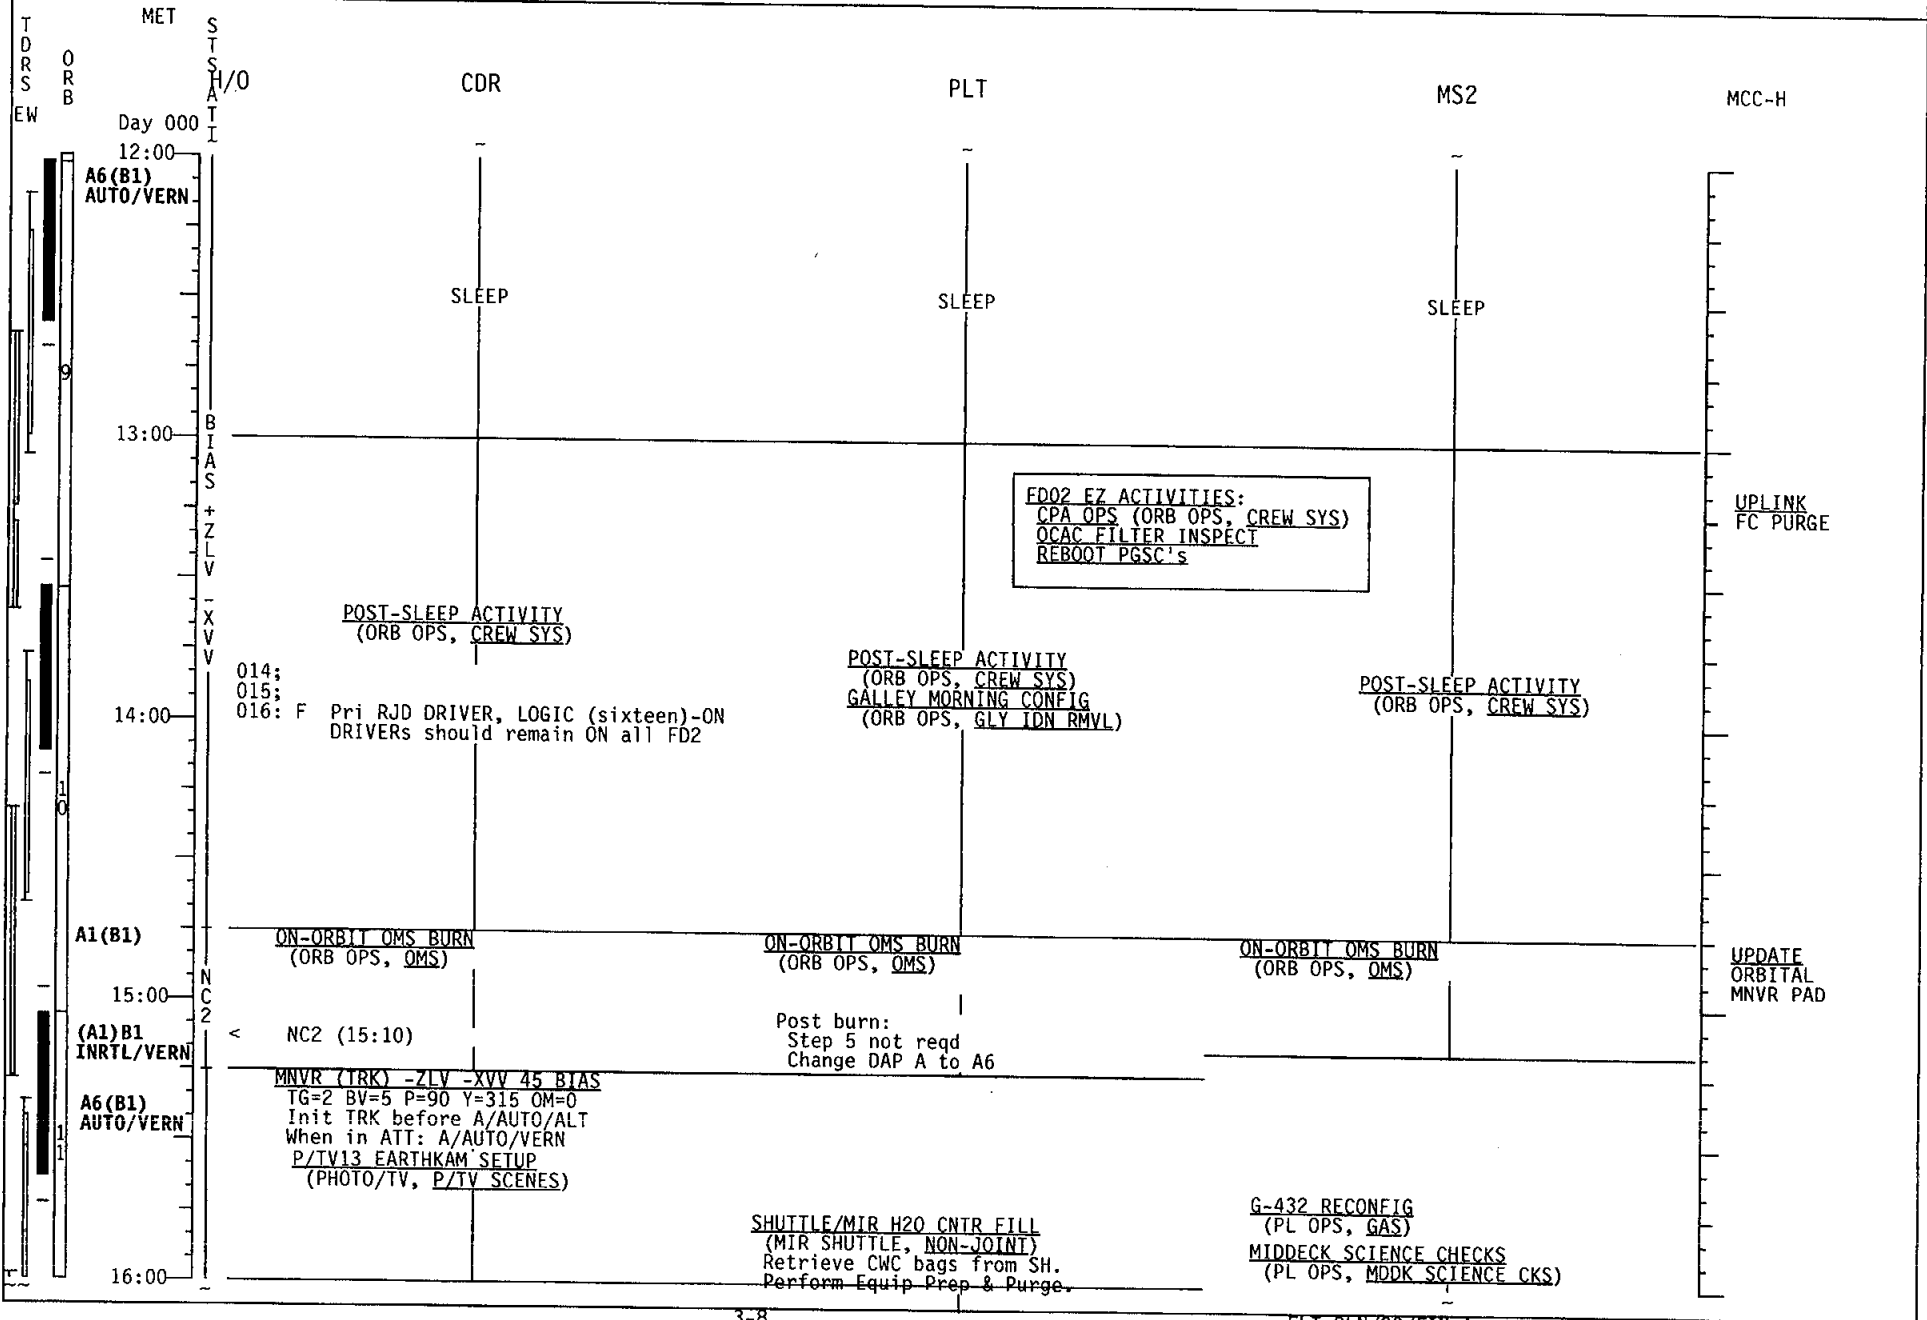 TDRS
EW
ORB
MET
STS ATTI
H/O
CDR
PLT
MS2
MCC-H
Day 000
12:00
A6(B1)
AUTO/VERN
SLEEP
SLEEP
SLEEP
9
13:00
BIAS +ZLV -XVV
FD02 EZ ACTIVITIES:
CPA OPS (ORB OPS, CREW SYS)
OCAC FILTER INSPECT
REBOOT PGSC's
UPLINK
FC PURGE
POST-SLEEP ACTIVITY
(ORB OPS, CREW SYS)
POST-SLEEP ACTIVITY
(ORB OPS, CREW SYS)
GALLEY MORNING CONFIG
(ORB OPS, GLY IDN RMVL)
POST-SLEEP ACTIVITY
(ORB OPS, CREW SYS)
014;
015;
016: F Pri RJD DRIVER, LOGIC (sixteen)-ON
DRIVERs should remain ON all FD2
14:00
10
A1(B1)
ON-ORBIT OMS BURN
(ORB OPS, OMS)
ON-ORBIT OMS BURN
(ORB OPS, OMS)
ON-ORBIT OMS BURN
(ORB OPS, OMS)
UPDATE
ORBITAL
MNVR PAD
NC2
15:00
(A1)B1
INRTL/VERN
< NC2 (15:10)
Post burn:
Step 5 not reqd
Change DAP A to A6
MNVR (TRK) -ZLV -XVV 45 BIAS
TG=2 BV=5 P=90 Y=315 OM=0
Init TRK before A/AUTO/ALT
When in ATT: A/AUTO/VERN
P/TV13 EARTHKAM SETUP
(PHOTO/TV, P/TV SCENES)
A6(B1)
AUTO/VERN
11
SHUTTLE/MIR H2O CNTR FILL
(MIR SHUTTLE, NON-JOINT)
Retrieve CWC bags from SH.
Perform Equip Prep & Purge.
G-432 RECONFIG
(PL OPS, GAS)
MIDDECK SCIENCE CHECKS
(PL OPS, MDDK SCIENCE CKS)
16:00
3-8